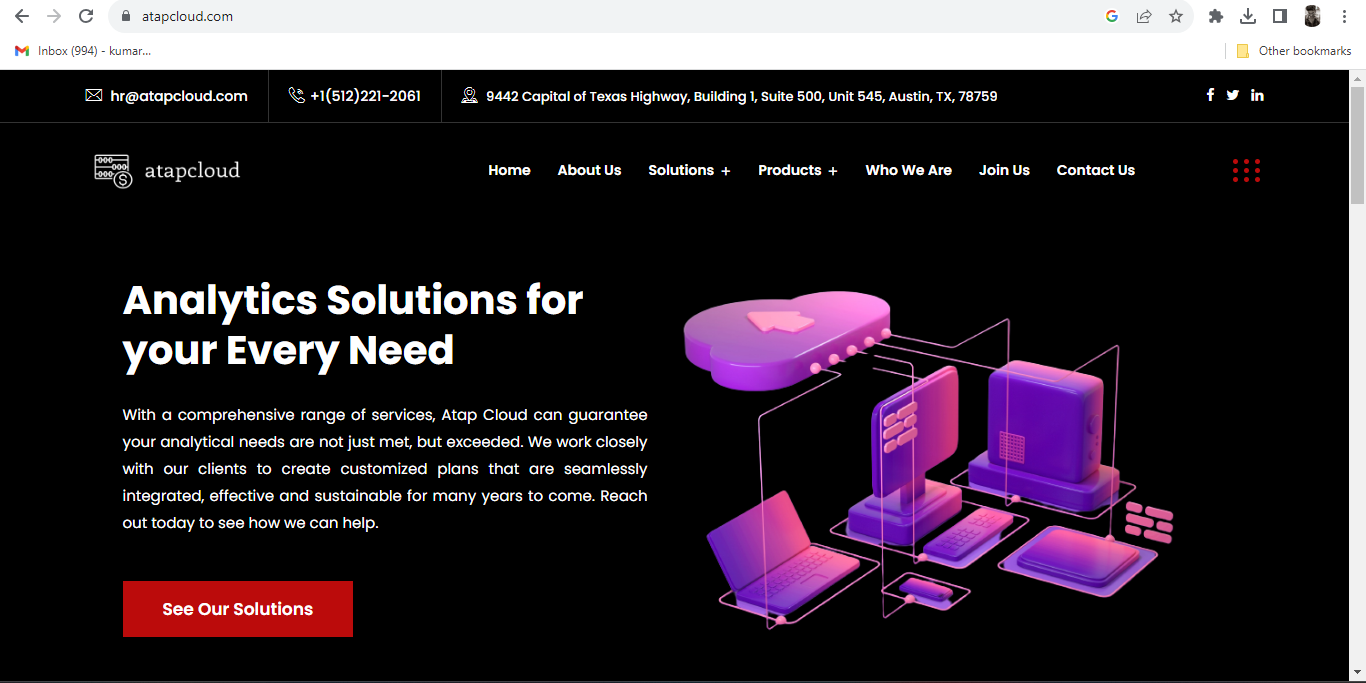 atapcloud.com
Inbox (994) - kumar...
Other bookmarks
hr@atapcloud.com
+1(512)221-2061
9442 Capital of Texas Highway, Building 1, Suite 500, Unit 545, Austin, TX, 78759
atapcloud
Home
About Us
Solutions +
Products +
Who We Are
Join Us
Contact Us
Analytics Solutions for
your Every Need
With a comprehensive range of services, Atap Cloud can guarantee
your analytical needs are not just met, but exceeded. We work closely
with our clients to create customized plans that are seamlessly
integrated, effective and sustainable for many years to come. Reach
out today to see how we can help.
See Our Solutions